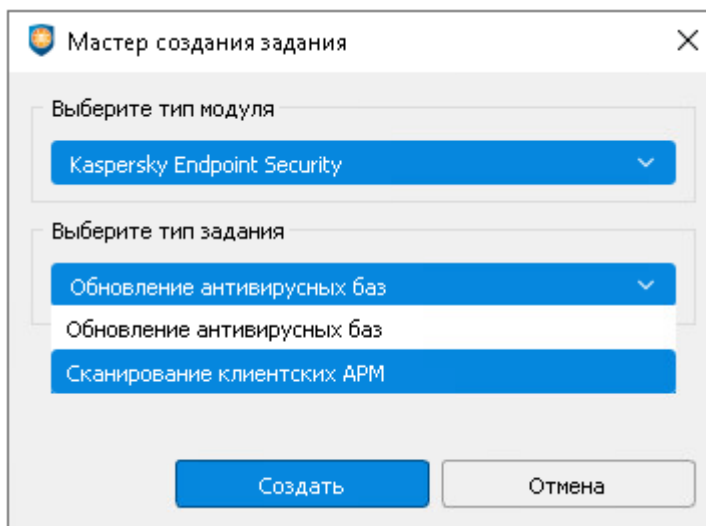 Мастер создания задания
Выберите тип модуля
Kaspersky Endpoint Security
Выберите тип задания
Обновление антивирусных баз
Обновление антивирусных баз
Сканирование клиентских АРМ
Создать
Отмена